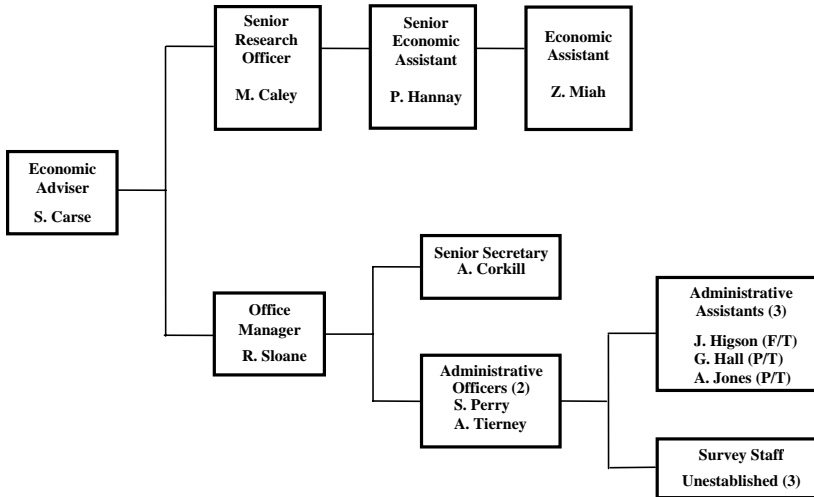 Senior
Research
Officer
M. Caley
Senior
Economic
Assistant
P. Hannay
Economic
Assistant
Z. Miah
Economic
Adviser
S. Carse
Office
Manager
R. Sloane
Senior Secretary
A. Corkill
Administrative
Officers (2)
S. Perry
A. Tierney
Administrative
Assistants (3)
J. Higson (F/T)
G. Hall (P/T)
A. Jones (P/T)
Survey Staff
Unestablished (3)